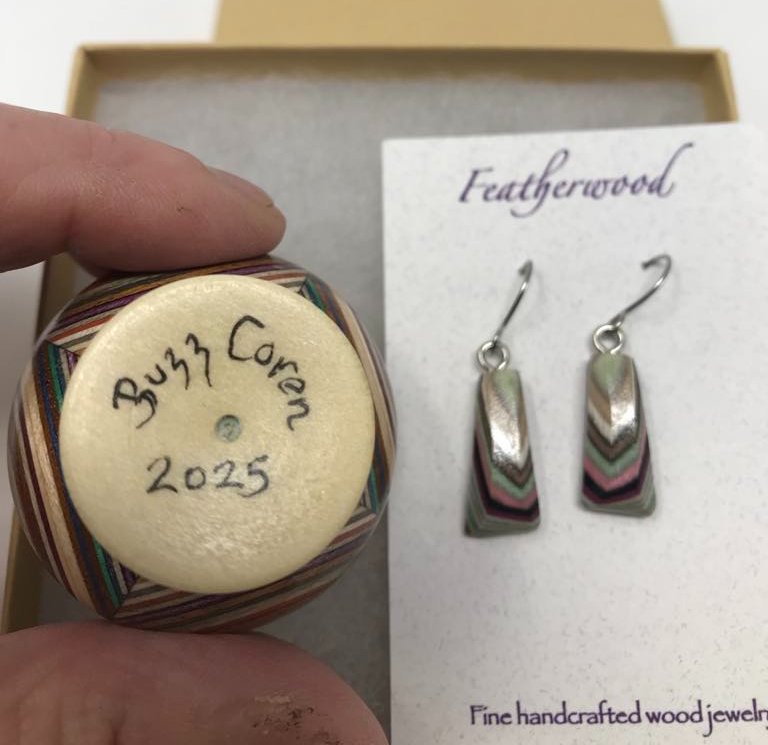 Buzz Coren
2025
Featherwood
Fine handcrafted wood jewelry